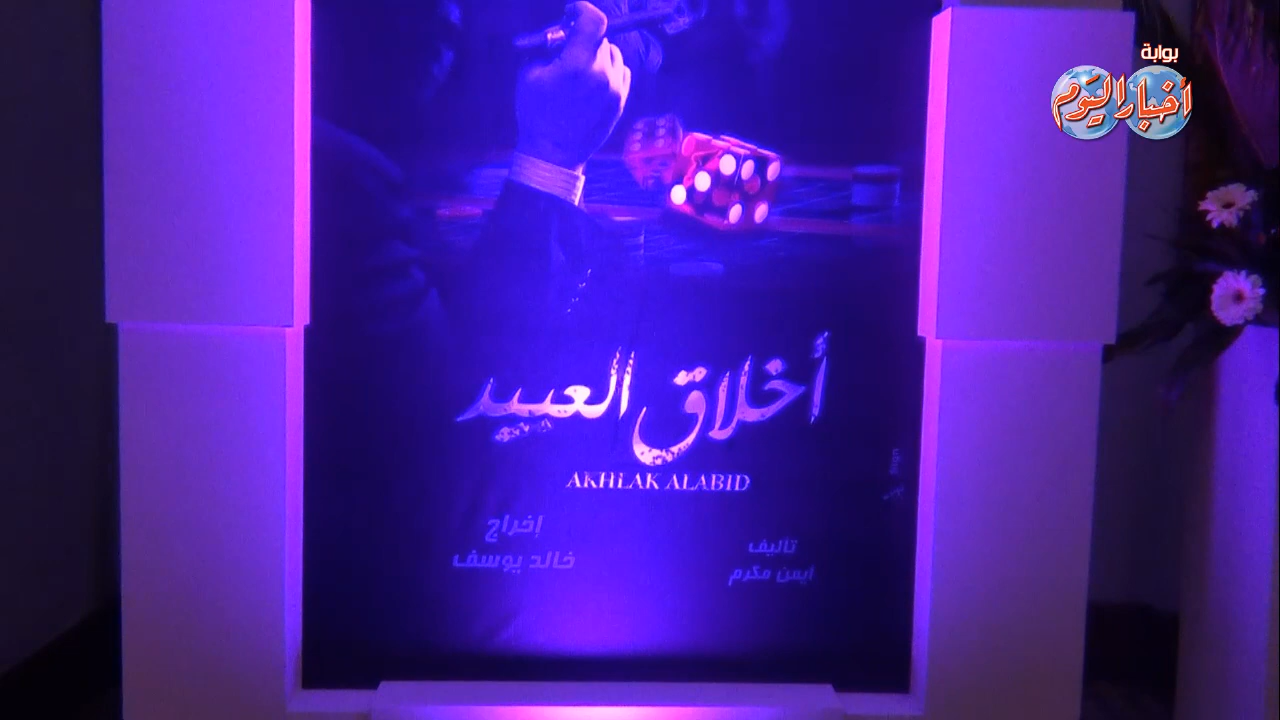 بوابة
أخبار اليوم
أخلاق العبيد
AKHLAK ALABID
تأليف
ايمن مكرم
إخراج
خالد يوسف